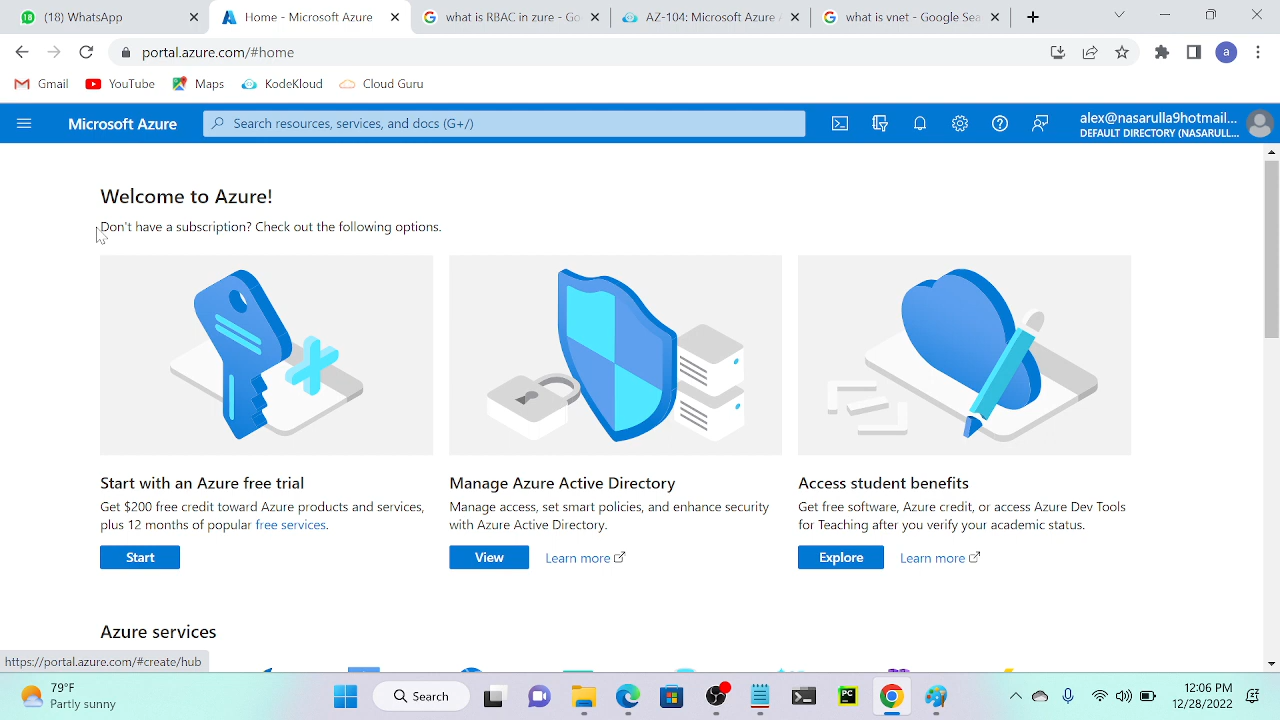 (18) WhatsApp
Home - Microsoft Azure
what is RBAC in zure - Go
AZ-104: Microsoft Azure
what is vnet - Google Sea
portal.azure.com/#home
a
Gmail
YouTube
Maps
KodeKloud
Cloud Guru
Microsoft Azure
Search resources, services, and docs (G+/)
alex@nasarulla9hotmail...
DEFAULT DIRECTORY (NASARULL...
Welcome to Azure!
Don't have a subscription? Check out the following options.
Start with an Azure free trial
Get $200 free credit toward Azure products and services,
plus 12 months of popular free services.
Start
Manage Azure Active Directory
Manage access, set smart policies, and enhance security
with Azure Active Directory.
View
Learn more
Access student benefits
Get free software, Azure credit, or access Azure Dev Tools
for Teaching after you verify your academic status.
Explore
Learn more
Azure services
https://portal.azure.com/#create/hub
79°F
Partly sunny
Search
PC
12:06 PM
12/28/2022